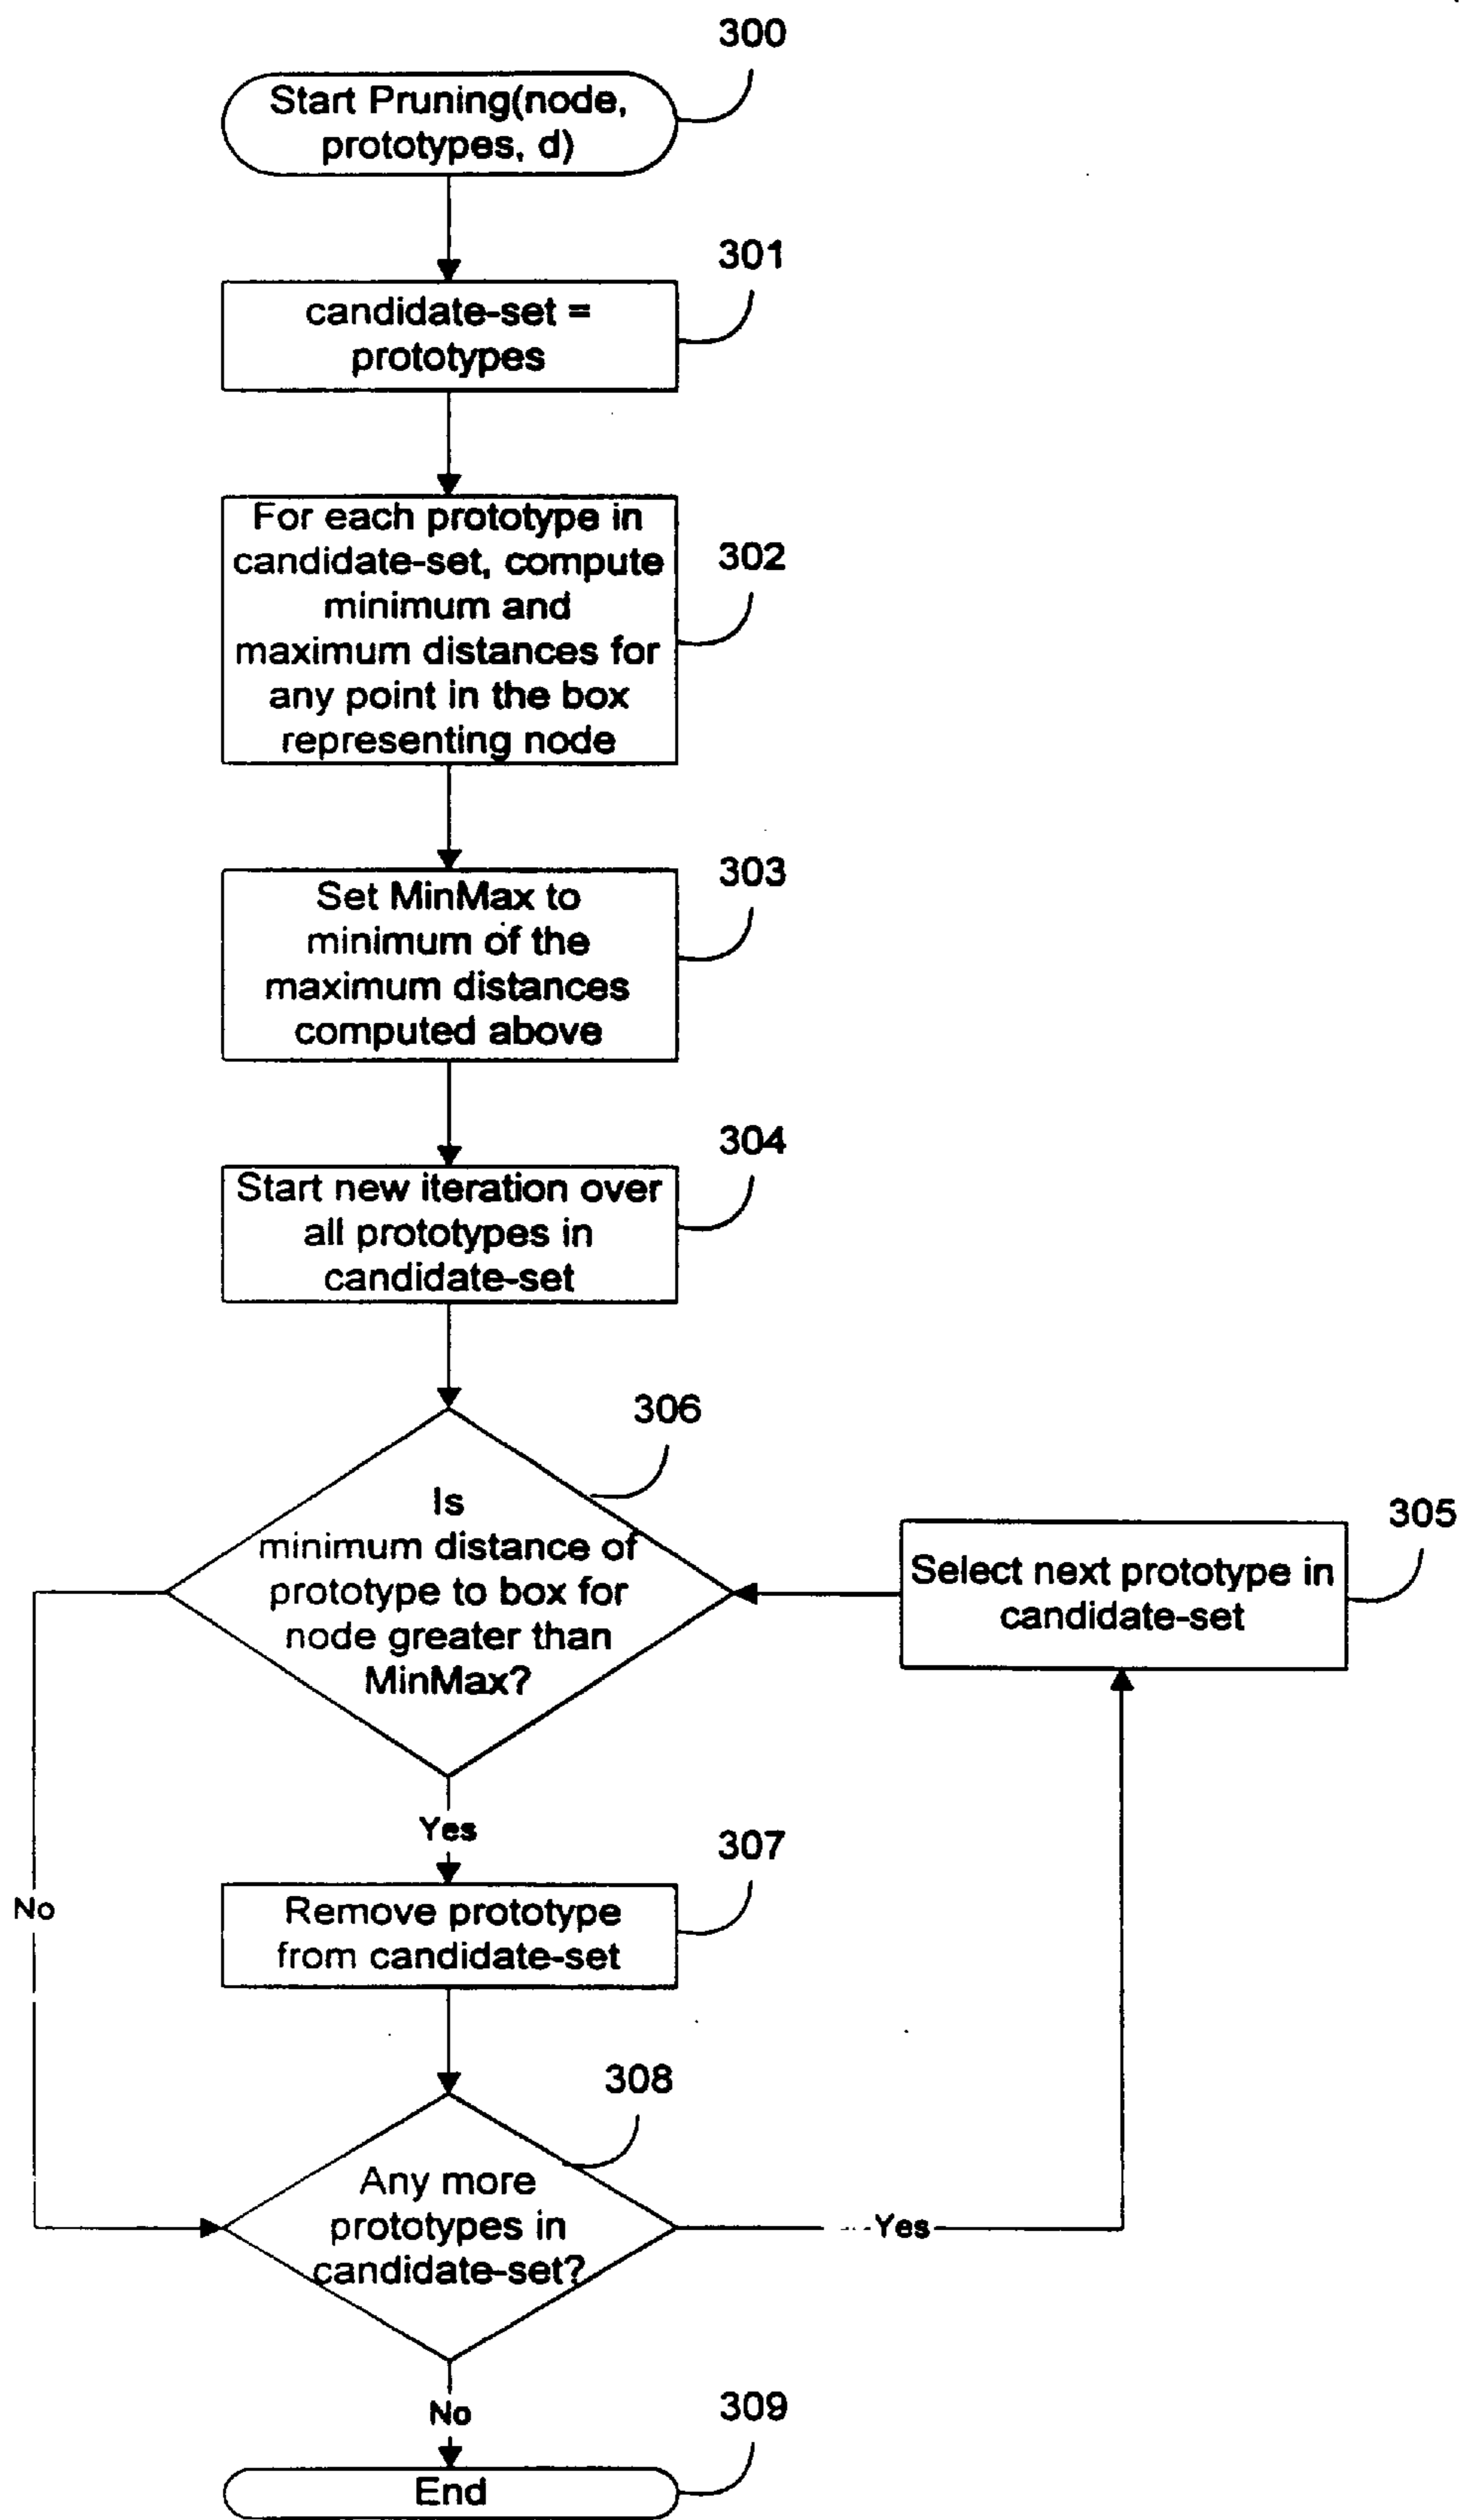 300
Start Pruning(node,
prototypes, d)
301
candidate-set =
prototypes
302
For each prototype in
candidate-set, compute
minimum and
maximum distances for
any point in the box
representing node
303
Set MinMax to
minimum of the
maximum distances
computed above
304
Start new iteration over
all prototypes in
candidate-set
306
Is
minimum distance of
prototype to box for
node greater than
MinMax?
305
Select next prototype in
candidate-set
Yes
307
No
Remove prototype
from candidate-set
308
Any more
prototypes in
candidate-set?
Yes
No
309
End